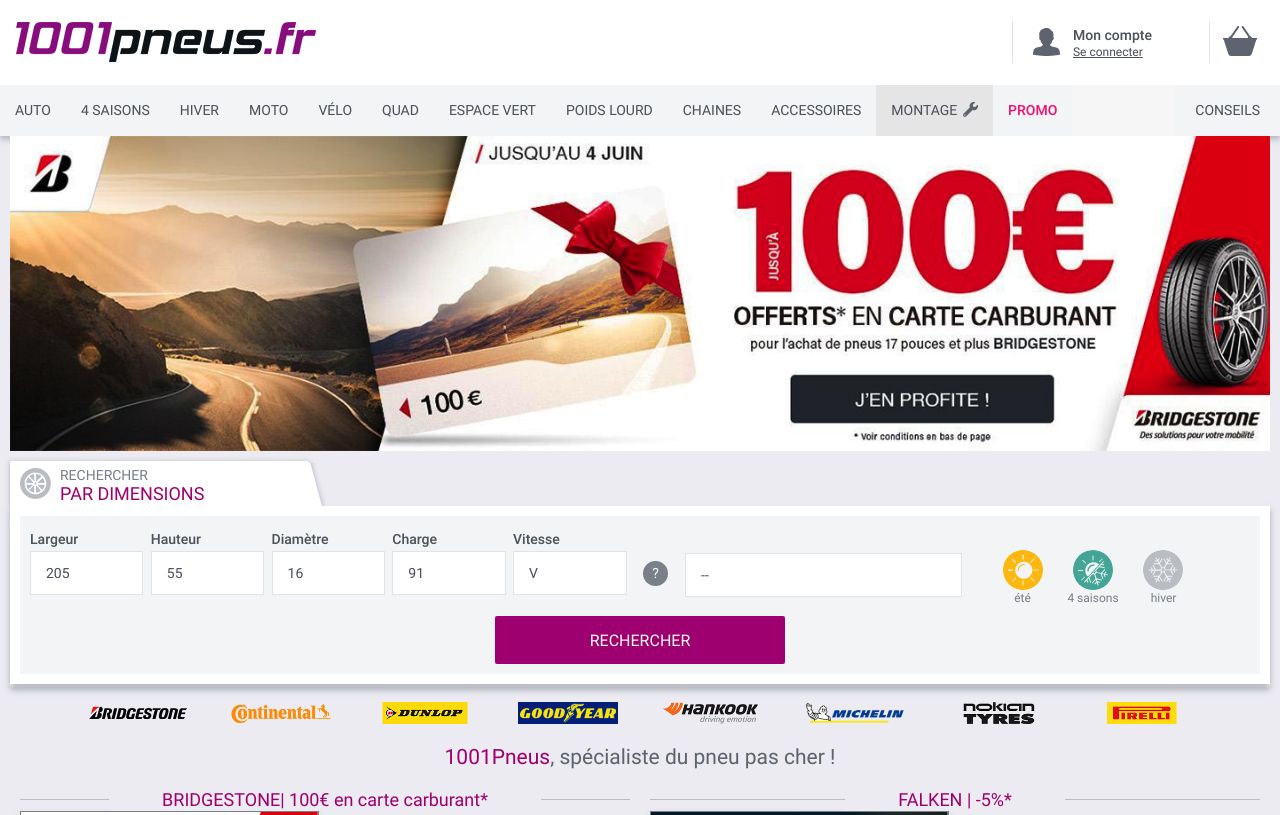 1001pneus.fr
Mon compte
Se connecter
AUTO 4 SAISONS HIVER MOTO VÉLO QUAD ESPACE VERT POIDS LOURD CHAINES ACCESSOIRES MONTAGE PROMO CONSEILS
JUSQU'AU 4 JUIN
JUSQU'À 100€
OFFERTS* EN CARTE CARBURANT
pour l'achat de pneus 17 pouces et plus BRIDGESTONE
100€
J'EN PROFITE !
* Voir conditions en bas de page
BRIDGESTONE
Des solutions pour votre mobilité
RECHERCHER
PAR DIMENSIONS
Largeur Hauteur Diamètre Charge Vitesse
205 55 16 91 V ? --
été 4 saisons hiver
RECHERCHER
BRIDGESTONE Continental DUNLOP GOODYEAR HANKOOK MICHELIN nokian PIRELLI
driving emotion TYRES
1001Pneus, spécialiste du pneu pas cher !
BRIDGESTONE| 100€ en carte carburant* FALKEN | -5%*